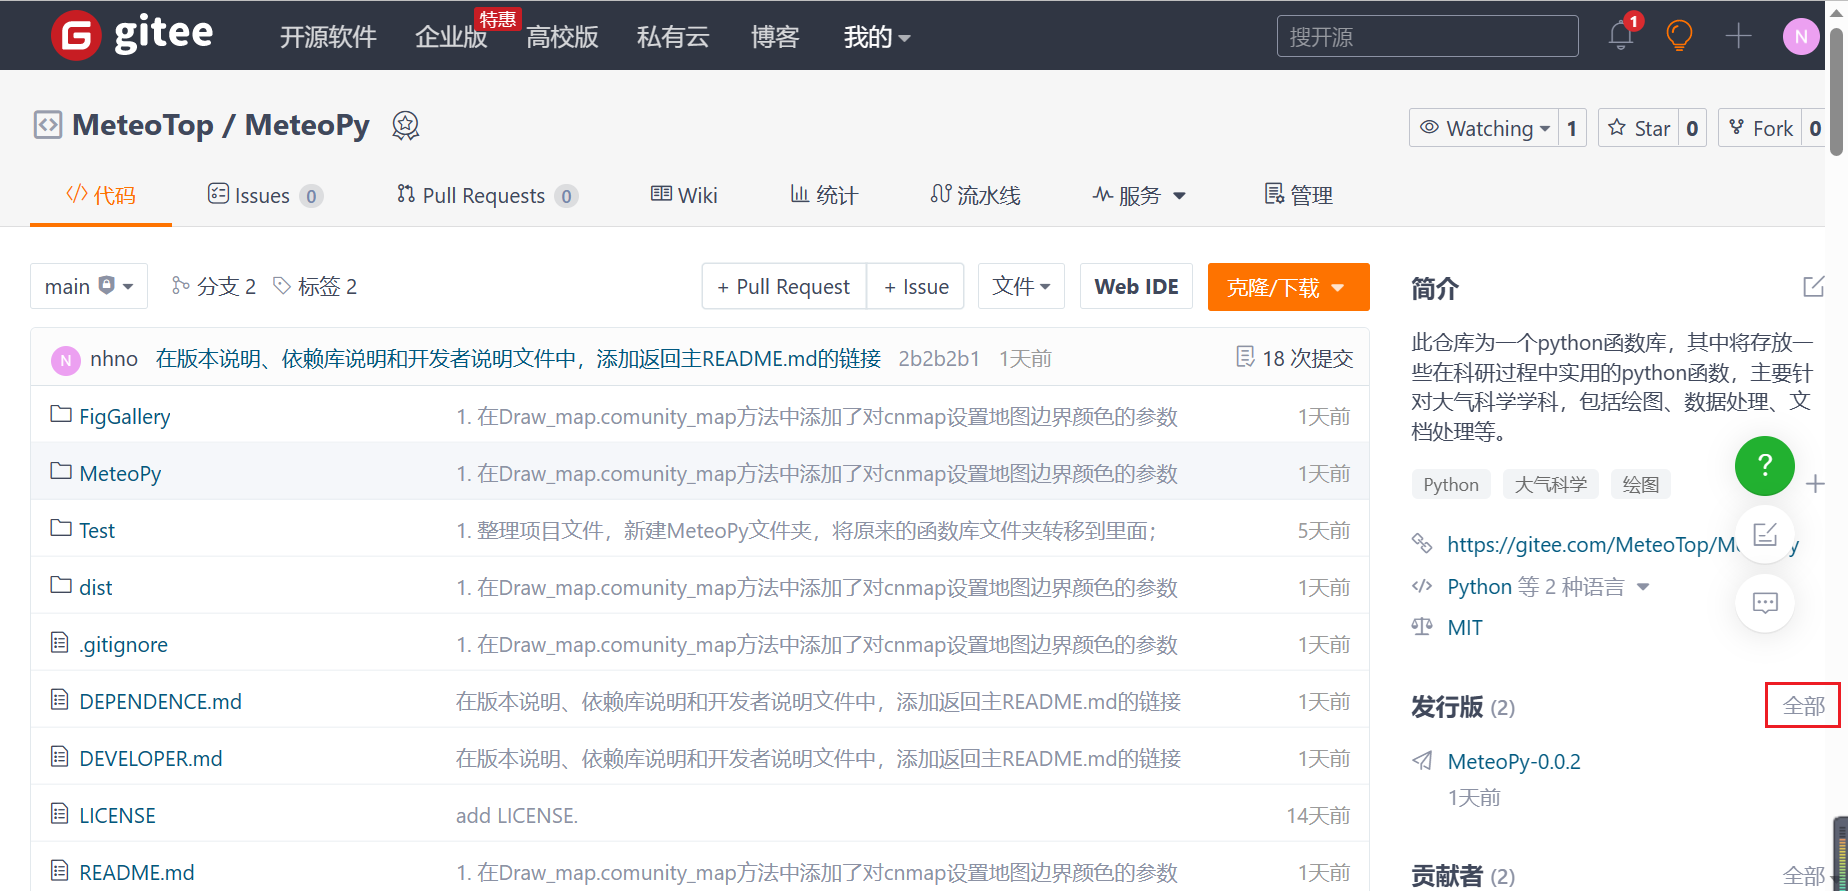 gitee 开源软件 企业版 特惠 高校版 私有云 博客 我的 搜开源 1 N
MeteoTop / MeteoPy Watching 1 Star 0 Fork 0
代码 Issues 0 Pull Requests 0 Wiki 统计 流水线 服务 管理
main 分支 2 标签 2 + Pull Request + Issue 文件 Web IDE 克隆/下载
N nhno 在版本说明、依赖库说明和开发者说明文件中，添加返回主README.md的链接 2b2b2b1 1天前 18 次提交
FigGallery 1. 在Draw_map.comunity_map方法中添加了对cnmap设置地图边界颜色的参数 1天前
MeteoPy 1. 在Draw_map.comunity_map方法中添加了对cnmap设置地图边界颜色的参数 1天前
Test 1. 整理项目文件，新建MeteoPy文件夹，将原来的函数库文件夹转移到里面； 5天前
dist 1. 在Draw_map.comunity_map方法中添加了对cnmap设置地图边界颜色的参数 1天前
.gitignore 1. 在Draw_map.comunity_map方法中添加了对cnmap设置地图边界颜色的参数 1天前
DEPENDENCE.md 在版本说明、依赖库说明和开发者说明文件中，添加返回主README.md的链接 1天前
DEVELOPER.md 在版本说明、依赖库说明和开发者说明文件中，添加返回主README.md的链接 1天前
LICENSE add LICENSE. 14天前
README.md 1. 在Draw_map.comunity_map方法中添加了对cnmap设置地图边界颜色的参数 1天前
简介
此仓库为一个python函数库，其中将存放一
些在科研过程中实用的python函数，主要针
对大气科学学科，包括绘图、数据处理、文
档处理等。
Python 大气科学 绘图 ?
https://gitee.com/MeteoTop/M y
Python 等 2 种语言
MIT
发行版 (2) 全部
MeteoPy-0.0.2
1天前
贡献者 (2) 全部